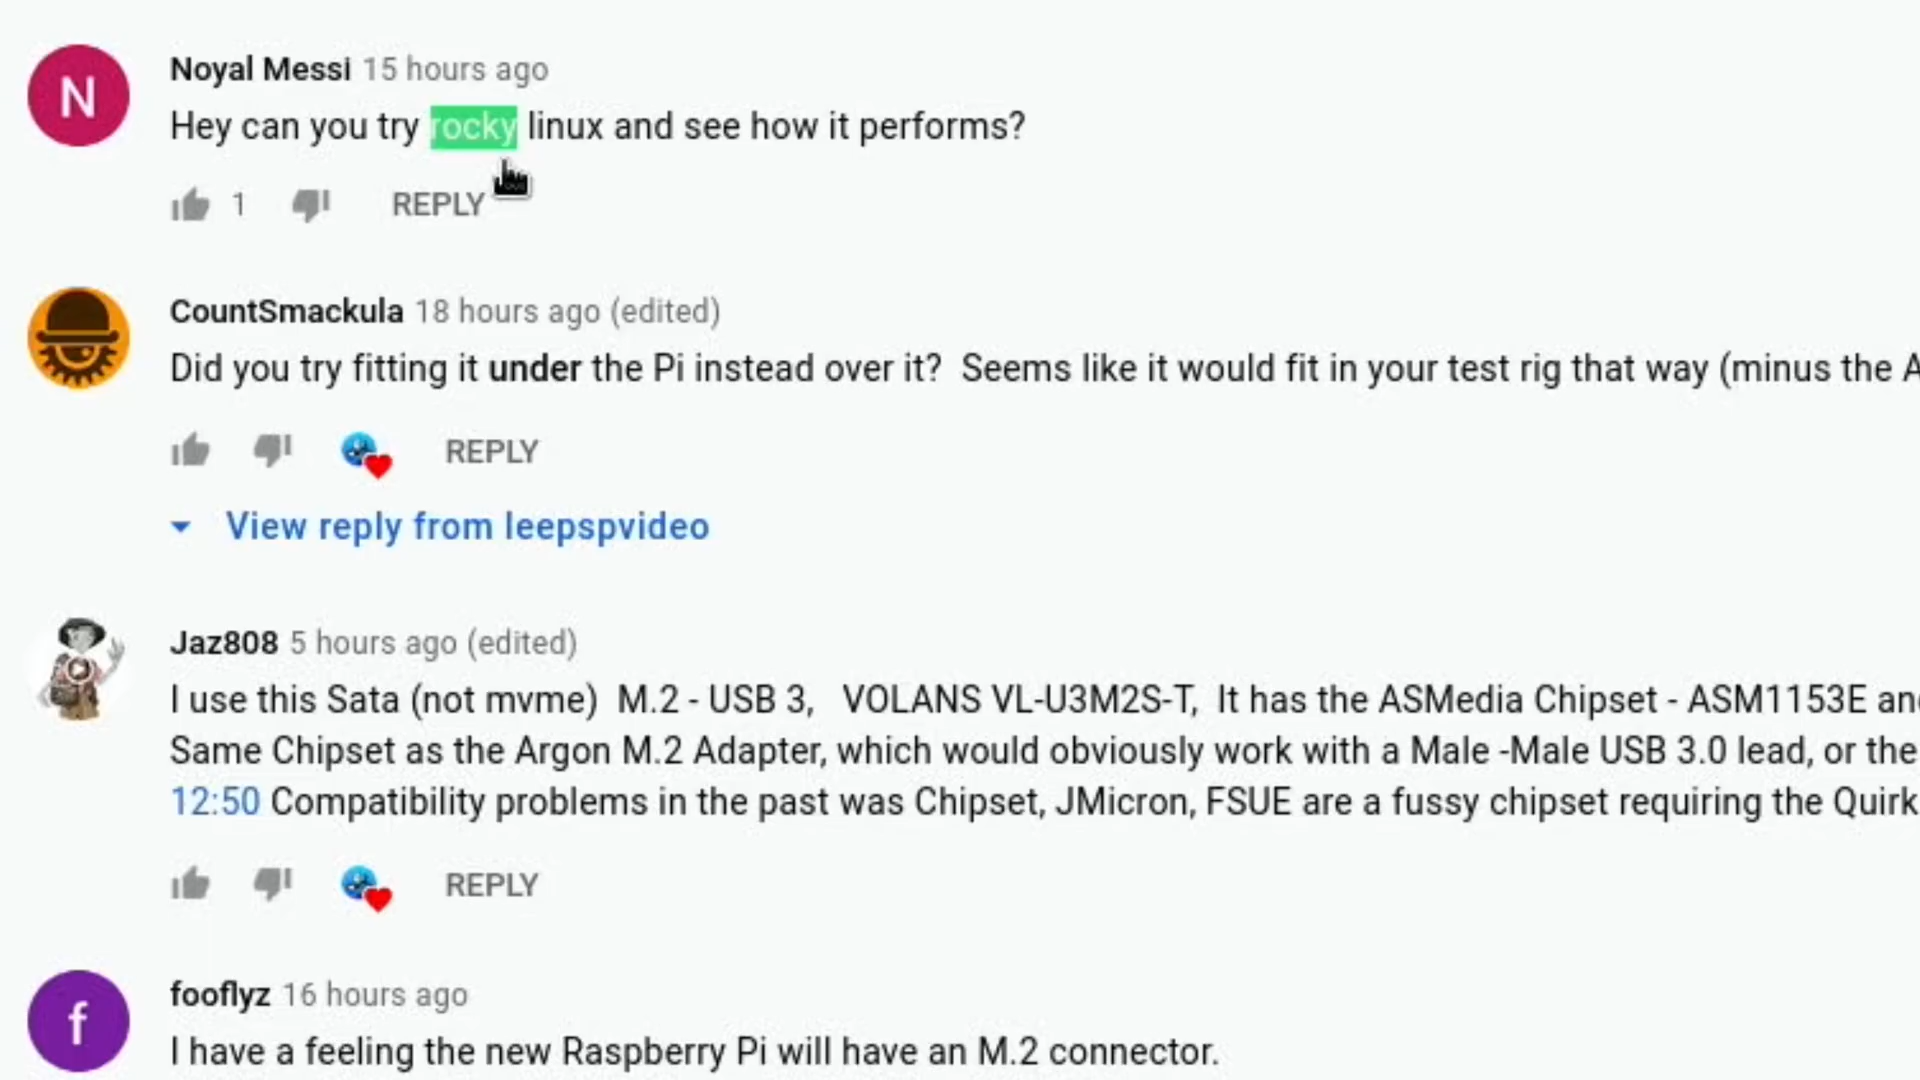 N
Noyal Messi 15 hours ago
Hey can you try rocky linux and see how it performs?
1 REPLY
CountSmackula 18 hours ago (edited)
Did you try fitting it under the Pi instead over it? Seems like it would fit in your test rig that way (minus the A
REPLY
View reply from leepspvideo
Jaz808 5 hours ago (edited)
I use this Sata (not mvme) M.2 - USB 3, VOLANS VL-U3M2S-T, It has the ASMedia Chipset - ASM1153E and
Same Chipset as the Argon M.2 Adapter, which would obviously work with a Male -Male USB 3.0 lead, or the
12:50 Compatibility problems in the past was Chipset, JMicron, FSUE are a fussy chipset requiring the Quirk
REPLY
f
fooflyz 16 hours ago
I have a feeling the new Raspberry Pi will have an M.2 connector.